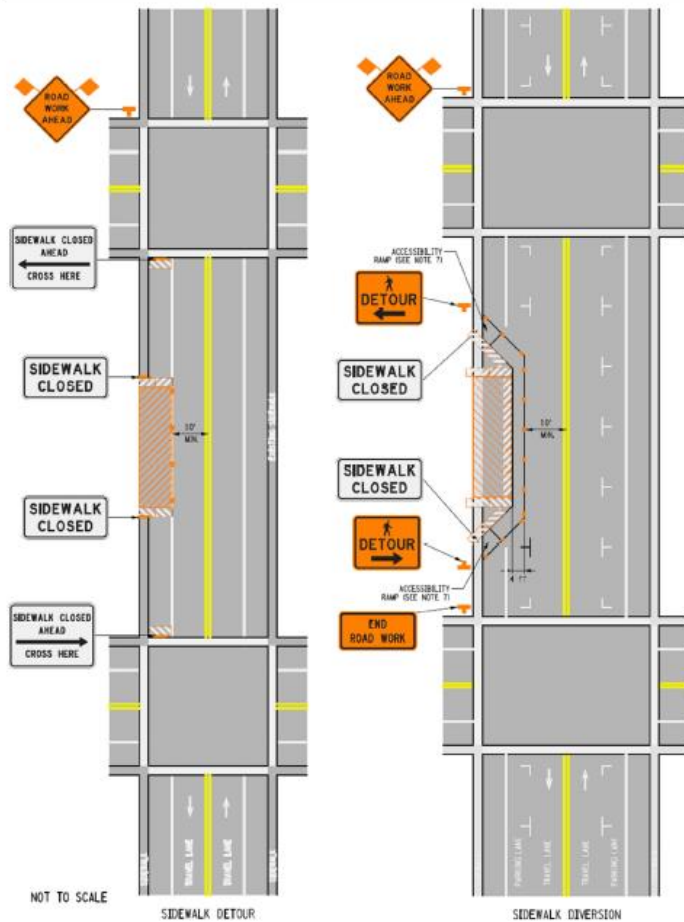 ROAD
WORK
AHEAD
SIDEWALK CLOSED
AHEAD
CROSS HERE
SIDEWALK
CLOSED
10'
MIN.
SIDEWALK
CLOSED
SIDEWALK CLOSED
AHEAD
CROSS HERE
TRAVEL LANE
TRAVEL LANE
NOT TO SCALE
SIDEWALK DETOUR
ROAD
WORK
AHEAD
ACCESSIBILITY
RAMP (SEE NOTE 7)
DETOUR
SIDEWALK
CLOSED
10'
MIN.
SIDEWALK
CLOSED
DETOUR
4 FT
ACCESSIBILITY
RAMP (SEE NOTE 7)
END
ROAD WORK
PARKING LANE
TRAVEL LANE
TRAVEL LANE
PARKING LANE
SIDEWALK DIVERSION